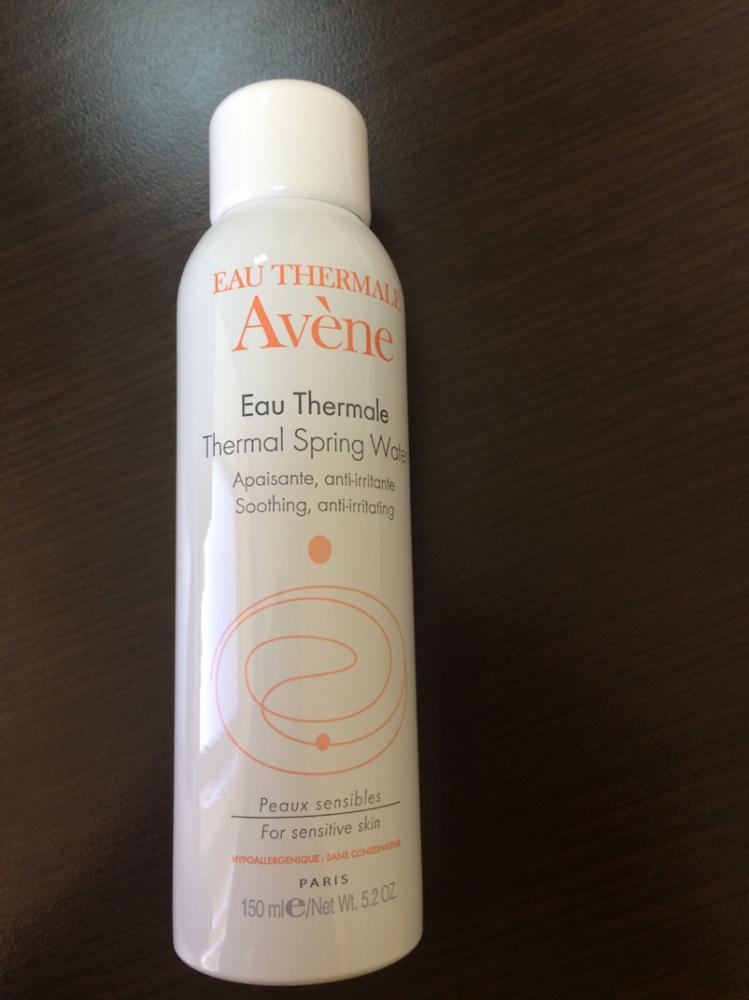 EAU THERMALE
Avène
Eau Thermale
Thermal Spring Water
Apaisante, anti-irritante
Soothing, anti-irritating
Peaux sensibles
For sensitive skin
HYPOALLERGENIQUE - SANS CONSERVATEUR
PARIS
150 ml e/Net Wt. 5.2 OZ.